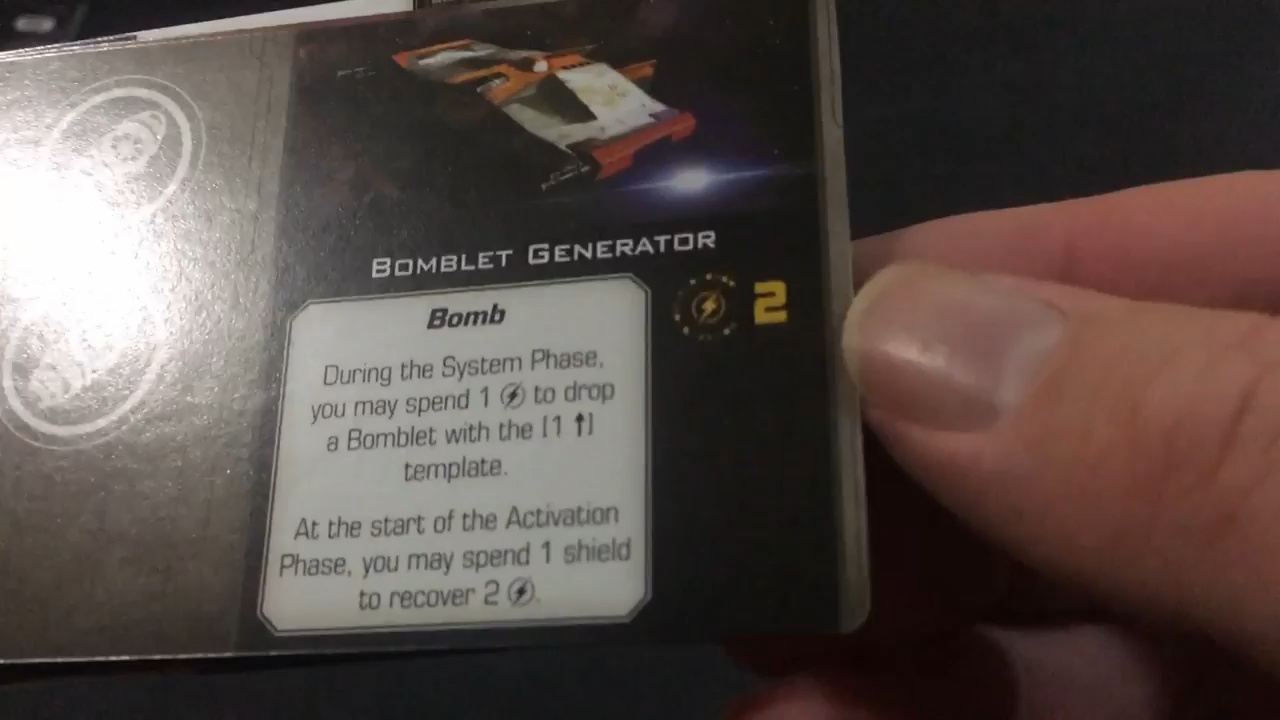 BOMBLET GENERATOR
Bomb
2
During the System Phase,
you may spend 1 to drop
a Bomblet with the [1 ↑]
template.
At the start of the Activation
Phase, you may spend 1 shield
to recover 2 .